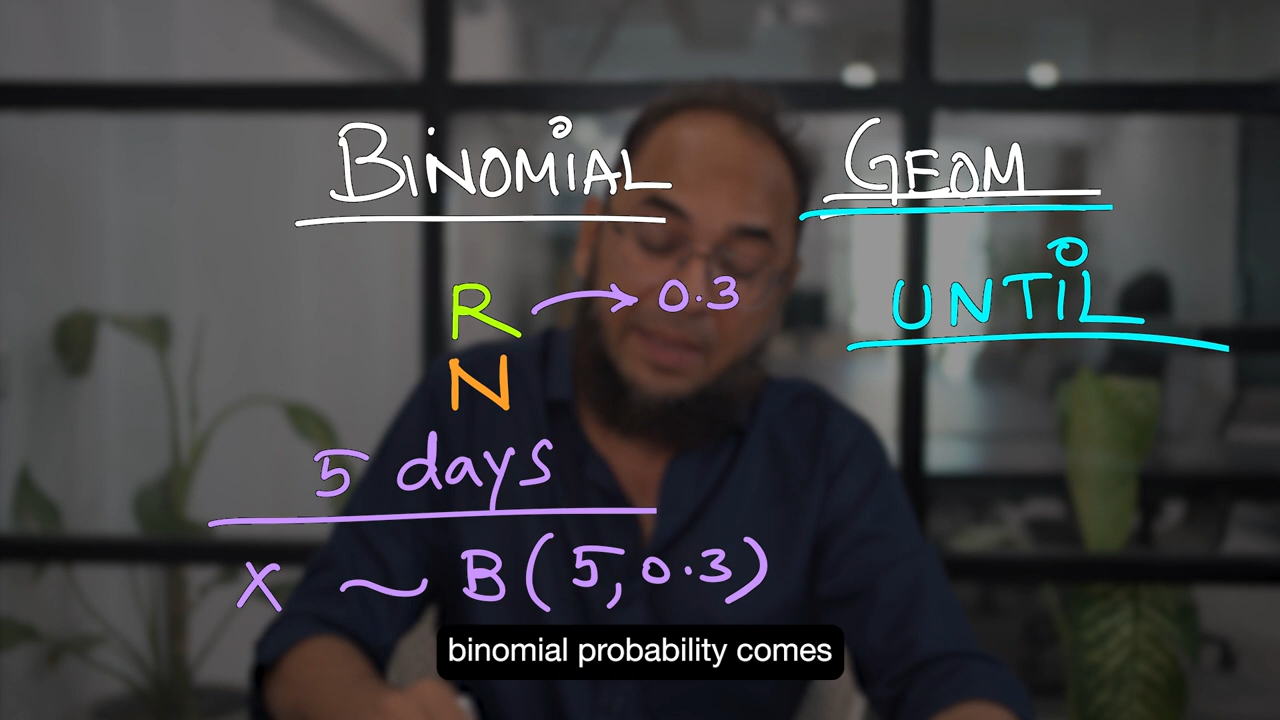 BINOMIAL
GEOM
R → 0.3
UNTIL
N
5 days
X ~ B(5, 0.3)
binomial probability comes